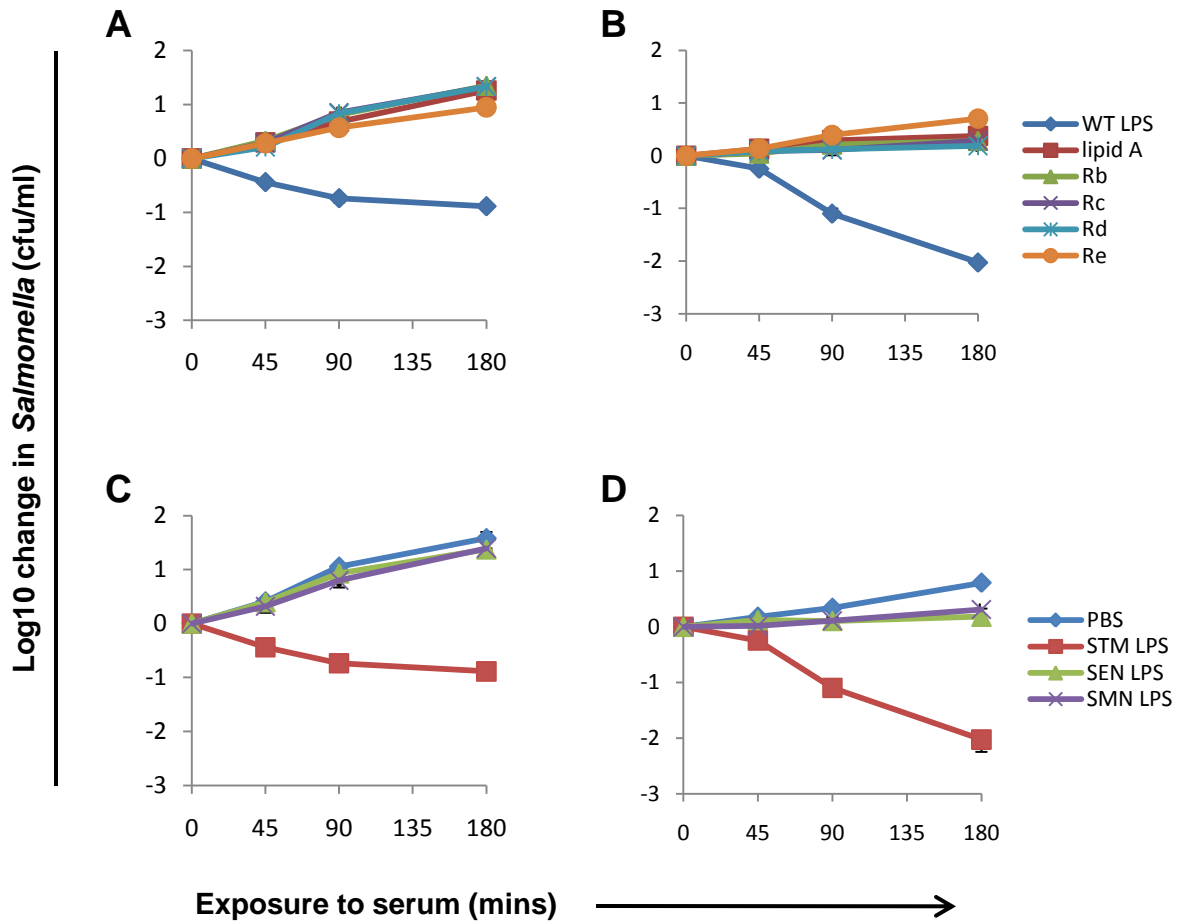 A
2
1
0
-1
-2
-3
0 45 90 135 180
B
2
1
0
-1
-2
-3
0 45 90 135 180
WT LPS
lipid A
Rb
Rc
Rd
Re
Log10 change in Salmonella (cfu/ml)
C
2
1
0
-1
-2
-3
0 45 90 135 180
D
2
1
0
-1
-2
-3
0 45 90 135 180
PBS
STM LPS
SEN LPS
SMN LPS
Exposure to serum (mins)